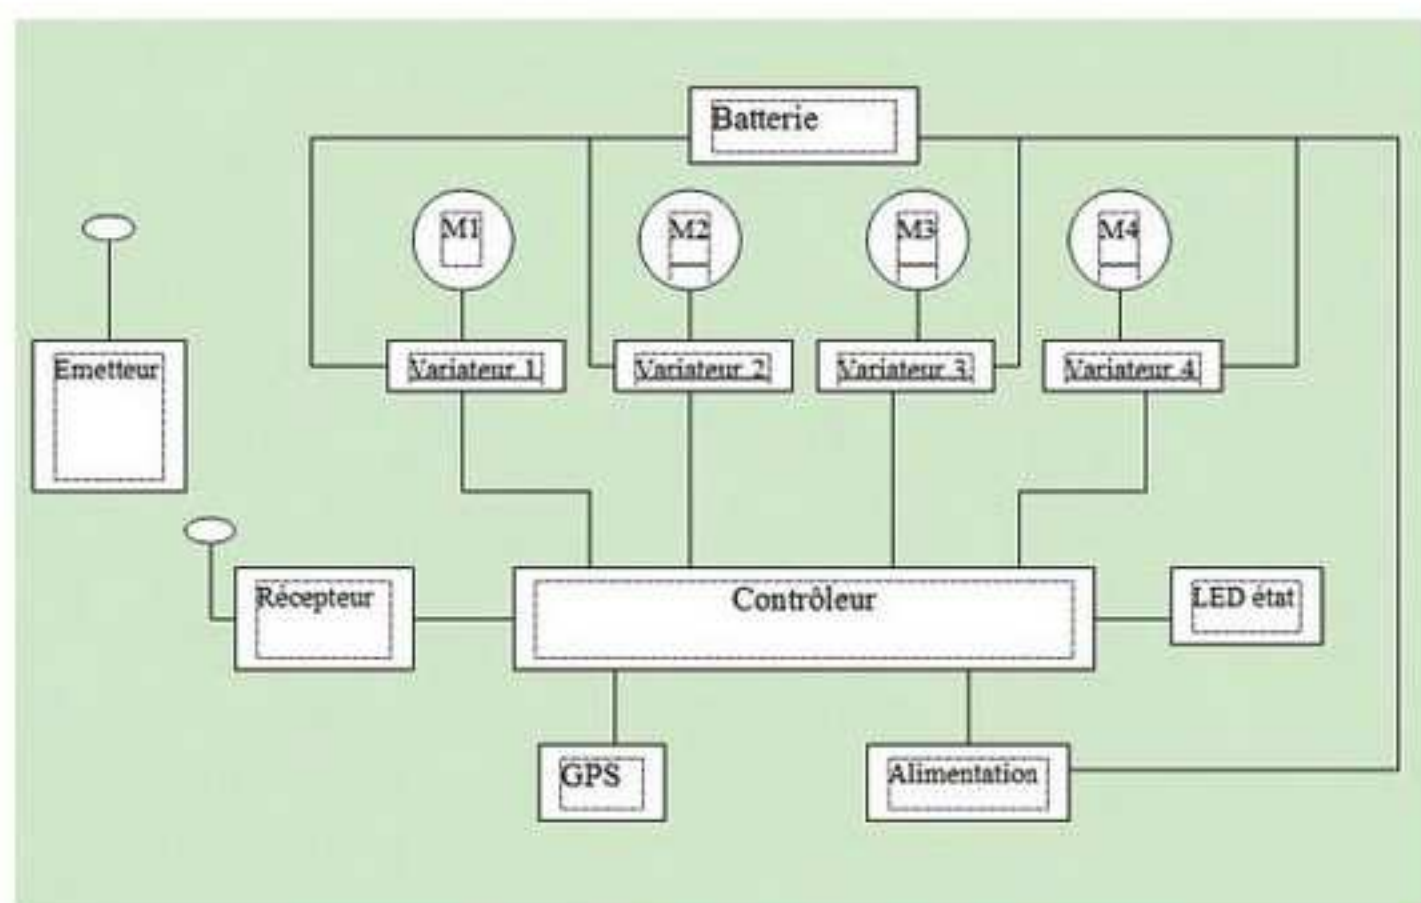 Batterie
M1
M2
M3
M4
Emetteur
Variateur 1
Variateur 2
Variateur 3
Variateur 4
Récepteur
Contrôleur
LED état
GPS
Alimentation